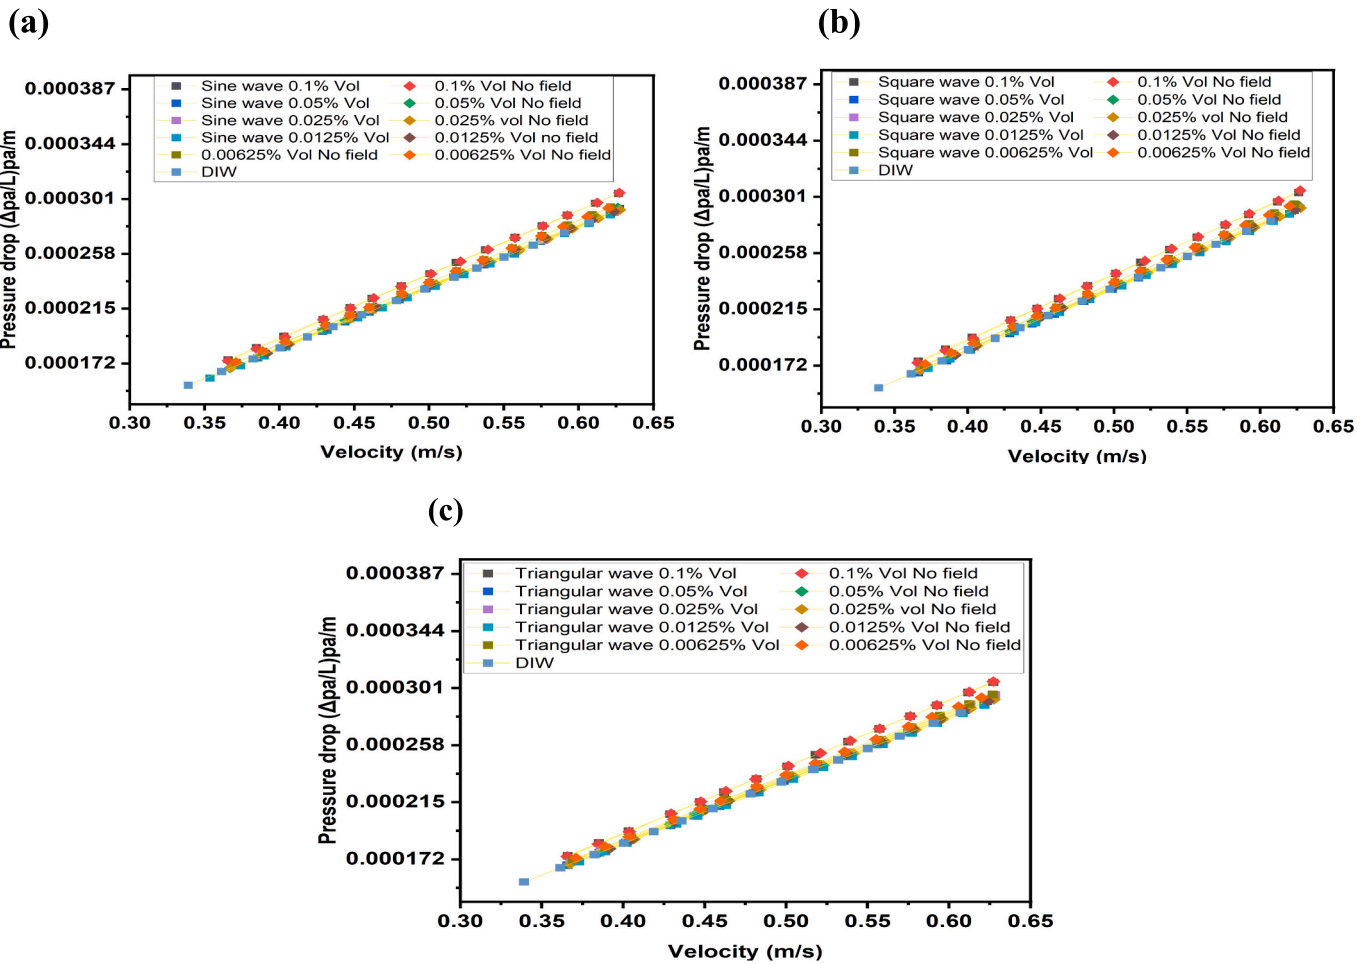 (a)
0.000387
0.000344
0.000301
0.000258
0.000215
0.000172
Pressure drop (Δpa/L)pa/m
Sine wave 0.1% Vol 0.1% Vol No field
Sine wave 0.05% Vol 0.05% Vol No field
Sine wave 0.025% Vol 0.025% vol No field
Sine wave 0.0125% Vol 0.0125% Vol no field
0.00625% Vol No field 0.00625% Vol No field
DIW
0.30 0.35 0.40 0.45 0.50 0.55 0.60 0.65
Velocity (m/s)
(b)
0.000387
0.000344
0.000301
0.000258
0.000215
0.000172
Pressure drop (Δpa/L)pa/m
Square wave 0.1% Vol 0.1% Vol No field
Square wave 0.05% Vol 0.05% Vol No field
Square wave 0.025% Vol 0.025% vol No field
Square wave 0.0125% Vol 0.0125% Vol No field
Square wave 0.00625% Vol 0.00625% Vol No field
DIW
0.30 0.35 0.40 0.45 0.50 0.55 0.60 0.65
Velocity (m/s)
(c)
0.000387
0.000344
0.000301
0.000258
0.000215
0.000172
Pressure drop (Δpa/L)pa/m
Triangular wave 0.1% Vol 0.1% Vol No field
Triangular wave 0.05% Vol 0.05% Vol No field
Triangular wave 0.025% Vol 0.025% vol No field
Triangular wave 0.0125% Vol 0.0125% Vol No field
Triangular wave 0.00625% Vol 0.00625% Vol No field
DIW
0.30 0.35 0.40 0.45 0.50 0.55 0.60 0.65
Velocity (m/s)